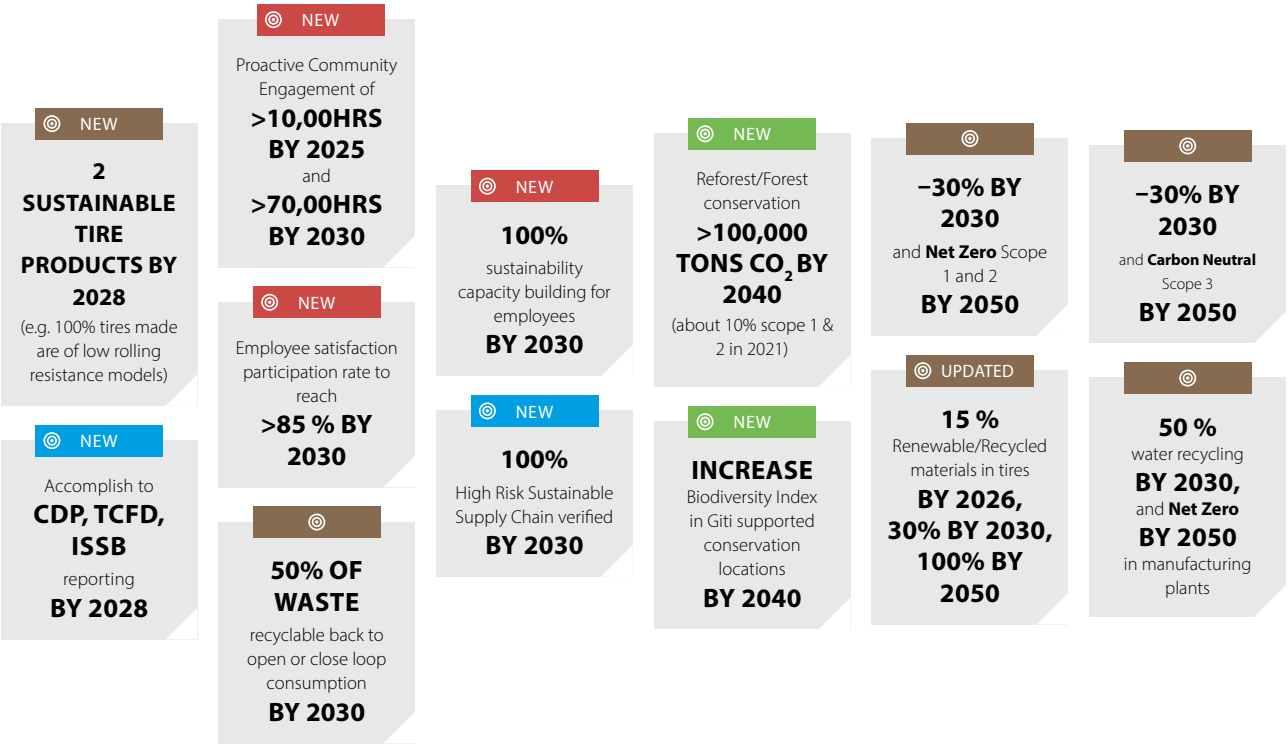 NEW
2
SUSTAINABLE
TIRE
PRODUCTS BY
2028
(e.g. 100% tires made
are of low rolling
resistance models)
NEW
Accomplish to
CDP, TCFD,
ISSB
reporting
BY 2028
NEW
Proactive Community
Engagement of
>10,00HRS
BY 2025
and
>70,00HRS
BY 2030
NEW
Employee satisfaction
participation rate to
reach
>85 % BY
2030
50% OF
WASTE
recyclable back to
open or close loop
consumption
BY 2030
NEW
100%
sustainability
capacity building for
employees
BY 2030
NEW
100%
High Risk Sustainable
Supply Chain verified
BY 2030
NEW
Reforest/Forest
conservation
>100,000
TONS CO₂ BY
2040
(about 10% scope 1 &
2 in 2021)
NEW
INCREASE
Biodiversity Index
in Giti supported
conservation
locations
BY 2040
−30% BY
2030
and Net Zero Scope
1 and 2
BY 2050
UPDATED
15 %
Renewable/Recycled
materials in tires
BY 2026,
30% BY 2030,
100% BY
2050
−30% BY
2030
and Carbon Neutral
Scope 3
BY 2050
50 %
water recycling
BY 2030,
and Net Zero
BY 2050
in manufacturing
plants